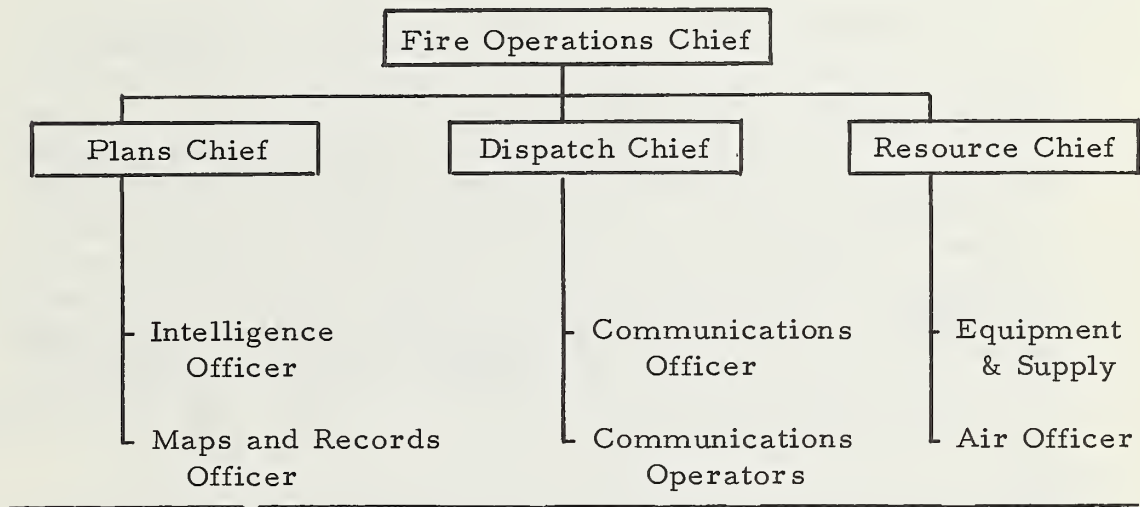 Fire Operations Chief
Plans Chief
Dispatch Chief
Resource Chief
Intelligence
Officer
Maps and Records
Officer
Communications
Officer
Communications
Operators
Equipment
& Supply
Air Officer